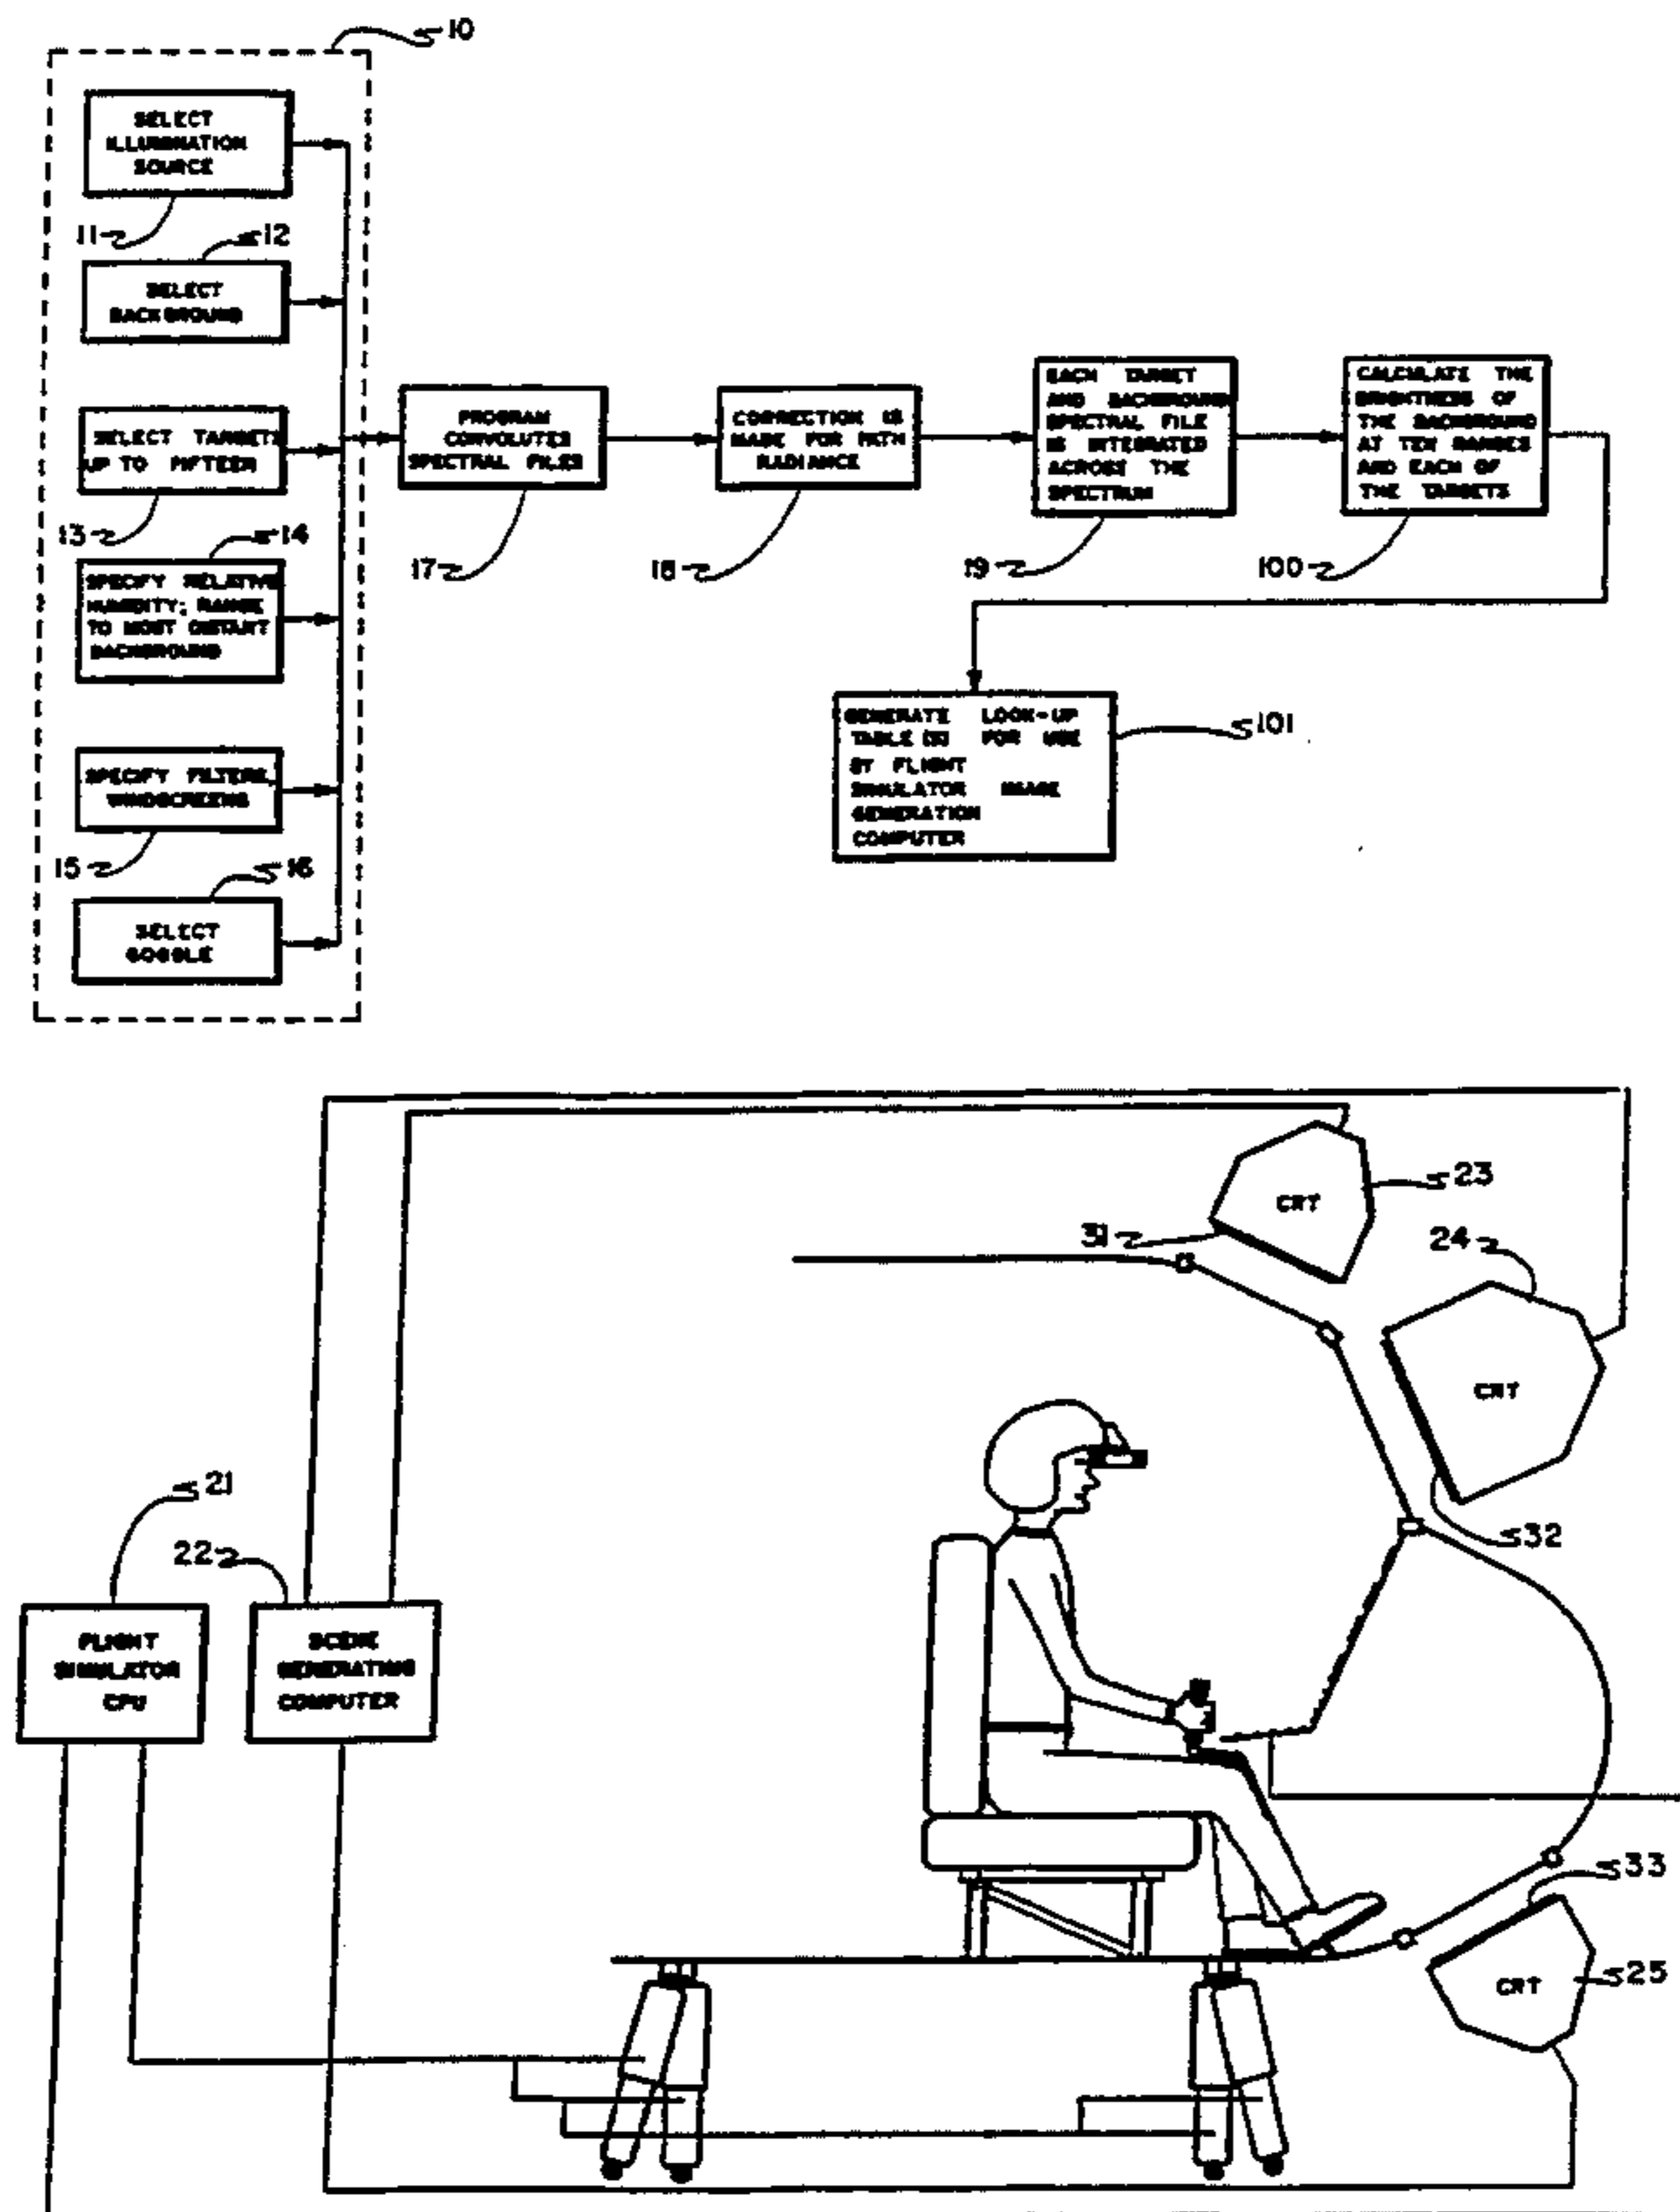 10
SELECT
ILLUMINATION
SOURCE
11
12
SELECT
BACKGROUND
SELECT TARGETS
UP TO FIFTEEN
13
14
SPECIFY RELATIVE
HUMIDITY; RANGE
TO MOST DISTANT
BACKGROUND
SPECIFY FILTERS,
WINDSCREENS
15
16
SELECT
GOGGLE
PROGRAM
CONVOLUTES
SPECTRAL FILES
17
CORRECTION IS
MADE FOR PATH
RADIANCE
18
EACH TARGET
AND BACKGROUND
SPECTRAL FILE
IS INTEGRATED
ACROSS THE
SPECTRUM
19
CALCULATE THE
BRIGHTNESS OF
THE BACKGROUND
AT TEN RANGES
AND EACH OF
THE TARGETS
100
GENERATE LOOK-UP
TABLE (S) FOR USE
BY FLIGHT
SIMULATOR IMAGE
GENERATION
COMPUTER
101
CRT
23
31
24
CRT
32
21
22
FLIGHT
SIMULATOR
CPU
SCENE
GENERATING
COMPUTER
33
CRT
25